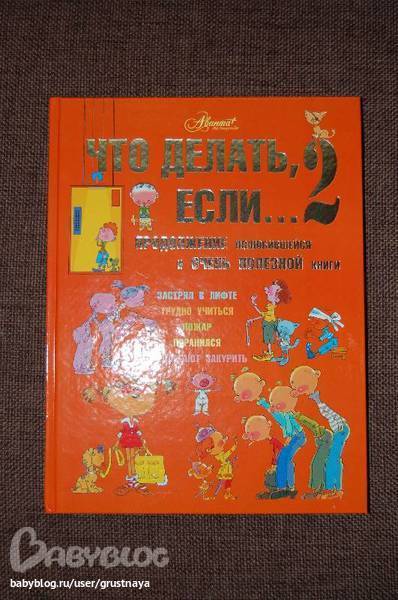 Аванта+
ЧТО ДЕЛАТЬ,
ЕСЛИ... 2
ПРОДОЛЖЕНИЕ ПОЛЮБИВШЕЙСЯ
И ОЧЕНЬ ПОЛЕЗНОЙ КНИГИ
ЗАСТРЯЛ В ЛИФТЕ
ТРУДНО УЧИТЬСЯ
ПОЖАР
ПОРАНИЛСЯ
ЗАКУРИТЬ
BABYBLOG
babyblog.ru/user/grustnaya